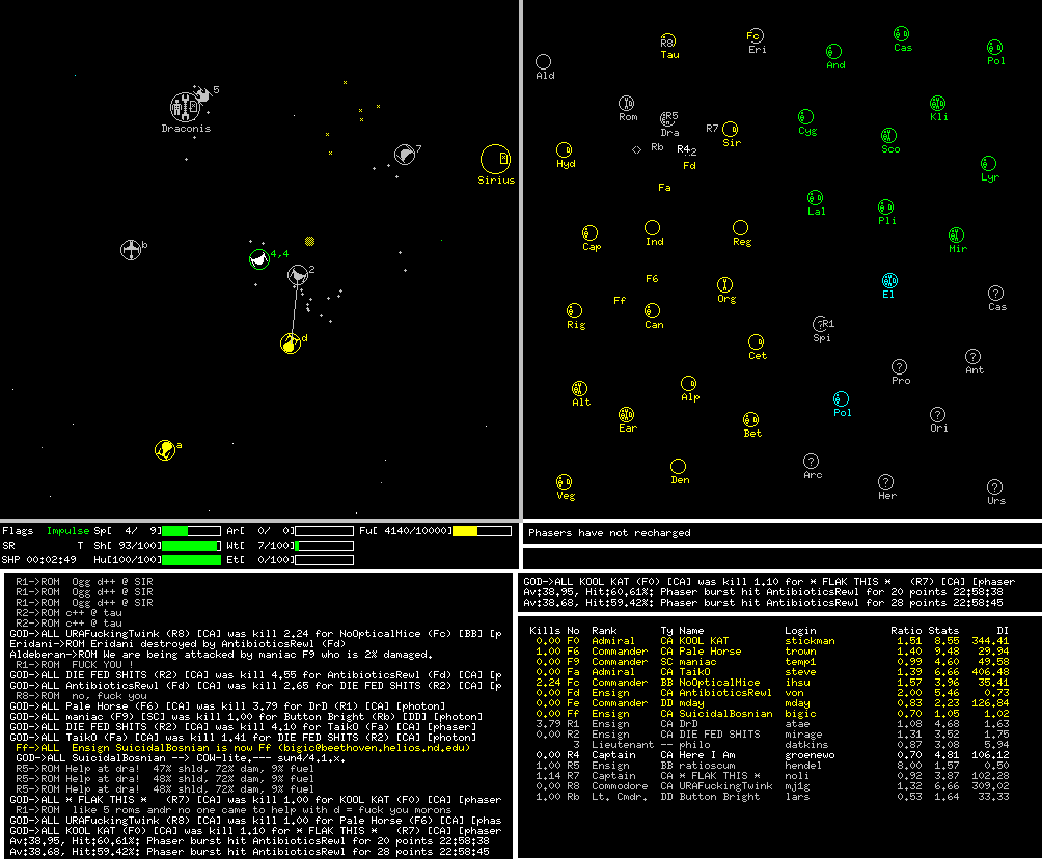 5
Draconis
7
Sirius
b
4,4
2
d
a
R8
Tau
Fc
Eri
Ald
And
Cas
Pol
Rom
R5
Dra
R7
Sir
Cyg
Kli
Sco
Hyd
Rb
R4
.2
Fd
Fa
Lyr
Lal
Pli
Mir
Cap
Ind
Reg
F6
Org
El
Cas
Ff
Rig
Can
R1
Spi
Cet
Ant
Pro
Alt
Alp
Pol
Ear
Bet
Ori
Arc
Veg
Den
Her
Urs
Flags Impulse Sp[ 4/ 9] Ar[ 0/ 0] Fu[ 4140/10000]
SR T Sh[ 93/100] Wt[ 7/100]
SHP 00:02:49 Hu[100/100] Et[ 0/100]
Phasers have not recharged
R1->ROM Ogg d++ @ SIR
R1->ROM Ogg d++ @ SIR
R1->ROM Ogg d++ @ SIR
R2->ROM c++ @ tau
R2->ROM c++ @ tau
GOD->ALL URAFuckingTwink (R8) [CA] was kill 2.24 for NoOpticalMice (Fc) [BB] [p
Eridani->ROM Eridani destroyed by AntibioticsRewl (Fd)
Aldeberan->ROM We are being attacked by maniac F9 who is 2% damaged.
R1->ROM FUCK YOU !
GOD->ALL DIE FED SHITS (R2) [CA] was kill 4.55 for AntibioticsRewl (Fd) [CA] [p
GOD->ALL AntibioticsRewl (Fd) [CA] was kill 2.65 for DIE FED SHITS (R2) [CA] [p
R8->ROM no, fuck you
GOD->ALL Pale Horse (F6) [CA] was kill 3.79 for DrD (R1) [CA] [photon]
GOD->ALL maniac (F9) [SC] was kill 1.00 for Button Bright (Rb) [DD] [photon]
GOD->ALL DIE FED SHITS (R2) [CA] was kill 4.10 for TaikO (Fa) [CA] [phaser]
GOD->ALL TaikO (Fa) [CA] was kill 1.41 for DIE FED SHITS (R2) [CA] [photon]
Ff->ALL Ensign SuicidalBosnian is now Ff (bigic@beethoven.helios.nd.edu)
GOD->ALL SuicidalBosnian --> COW-lite.--- sun4/4.1.x.
R5->ROM Help at dra! 47% shld, 72% dam, 9% fuel
R5->ROM Help at dra! 48% shld, 72% dam, 9% fuel
R5->ROM Help at dra! 48% shld, 72% dam, 9% fuel
GOD->ALL * FLAK THIS * (R7) [CA] was kill 1.00 for KOOL KAT (F0) [CA] [phaser
R1->ROM like 5 roms andr no one came to help with d = fuck you morons
GOD->ALL URAFuckingTwink (R8) [CA] was kill 1.00 for Pale Horse (F6) [CA] [phas
GOD->ALL KOOL KAT (F0) [CA] was kill 1.10 for * FLAK THIS * (R7) [CA] [phaser
Av:38.95, Hit:60.61%: Phaser burst hit AntibioticsRewl for 20 points 22:58:38
Av:38.68, Hit:59.42%: Phaser burst hit AntibioticsRewl for 28 points 22:58:45
GOD->ALL KOOL KAT (F0) [CA] was kill 1.10 for * FLAK THIS * (R7) [CA] [phaser
Av:38.95, Hit:60.61%: Phaser burst hit AntibioticsRewl for 20 points 22:58:38
Av:38.68, Hit:59.42%: Phaser burst hit AntibioticsRewl for 28 points 22:58:45
Kills No Rank Ty Name Login Ratio Stats DI
0.00 F0 Admiral CA KOOL KAT stickman 1.51 8.55 344.41
1.00 F6 Commander CA Pale Horse trown 1.40 9.48 29.94
0.00 F9 Commander SC maniac temp1 0.99 4.60 49.58
0.00 Fa Admiral CA TaikO steve 1.39 6.66 406.48
2.24 Fc Commander BB NoOpticalMice ihsu 1.57 3.96 35.41
0.00 Fd Ensign CA AntibioticsRewl von 2.00 5.46 0.73
0.00 Fe Commander DD mday mday 0.83 2.23 126.84
0.00 Ff Ensign CA SuicidalBosnian bigic 0.70 1.05 1.02
3.79 R1 Ensign CA DrD atae 1.08 4.68 1.63
0.00 R2 Ensign CA DIE FED SHITS mirage 1.31 3.52 1.75
3 Lieutenant -- philo datkins 0.87 3.08 5.94
0.00 R4 Captain CA Here I Am groenewo 0.70 4.81 106.12
1.00 R5 Ensign BB ratioscum hendel 8.00 1.57 0.50
1.14 R7 Captain CA * FLAK THIS * noli 0.92 3.87 102.28
0.00 R8 Commodore CA URAFuckingTwink mjig 1.32 6.66 309.02
1.00 Rb Lt. Cmdr. DD Button Bright lars 0.53 1.64 33.33